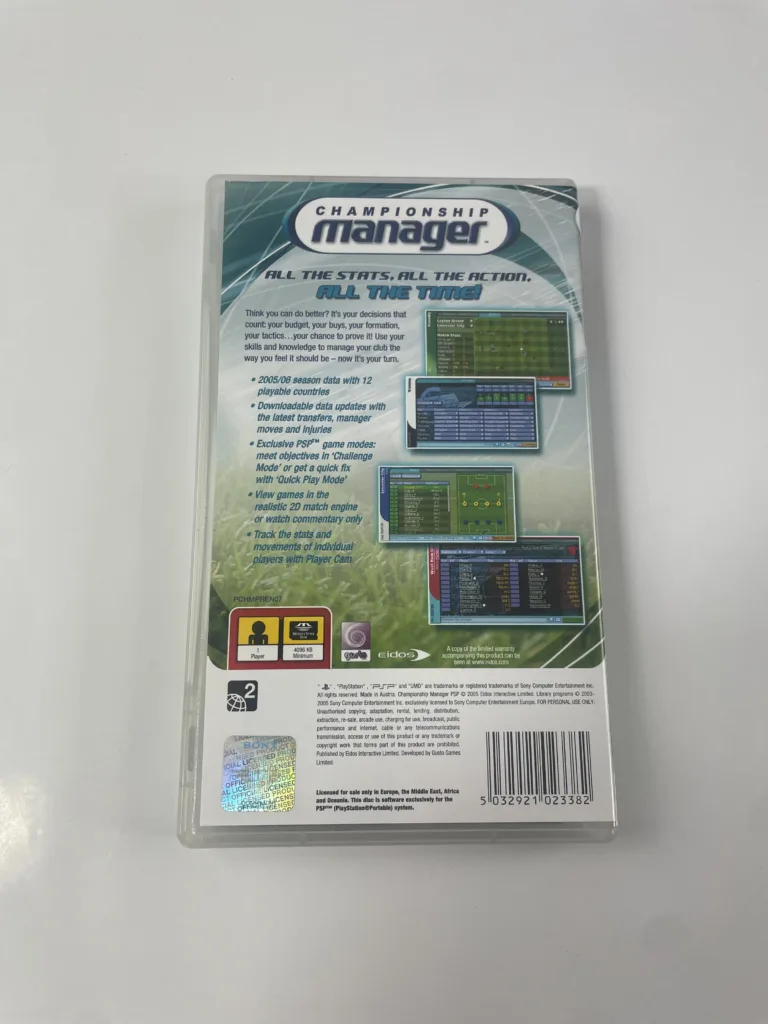 CHAMPIONSHIP
manager™
ALL THE STATS, ALL THE ACTION,
ALL THE TIME!
Think you can do better? It's your decisions that
count: your budget, your buys, your formation,
your tactics...your chance to prove it! Use your
skills and knowledge to manage your club the
way you feel it should be – now it's your turn.
• 2005/06 season data with 12
playable countries
• Downloadable data updates with
the latest transfers, manager
moves and injuries
• Exclusive PSP™ game modes:
meet objectives in 'Challenge
Mode' or get a quick fix
with 'Quick Play Mode'
• View games in the
realistic 2D match engine
or watch commentary only
• Track the stats and
movements of individual
players with Player Cam
PCHMPREN07
1
Player
4096 KB
Minimum
eidos
A copy of the limited warranty
accompanying this product can be
seen at www.eidos.com
2
", "PlayStation", "PSP" and "UMD" are trademarks or registered trademarks of Sony Computer Entertainment Inc.
All rights reserved. Made in Austria. Championship Manager PSP © 2005 Eidos Interactive Limited. Library programs © 2003-
2005 Sony Computer Entertainment Inc. exclusively licensed to Sony Computer Entertainment Europe. FOR PERSONAL USE ONLY:
Unauthorised copying, adaptation, rental, lending, distribution,
extraction, re-sale, arcade use, charging for use, broadcast, public
performance and internet, cable or any telecommunications
transmission, access or use of this product or any trademark or
copyright work that forms part of this product are prohibited.
Published by Eidos Interactive Limited. Developed by Gusto Games
Limited.
SONY
OFFICIAL LICENSED PRODUCT
Licensed for sale only in Europe, the Middle East, Africa
and Oceania. This disc is software exclusively for the
PSP™ (PlayStation®Portable) system.
5 032921 023382